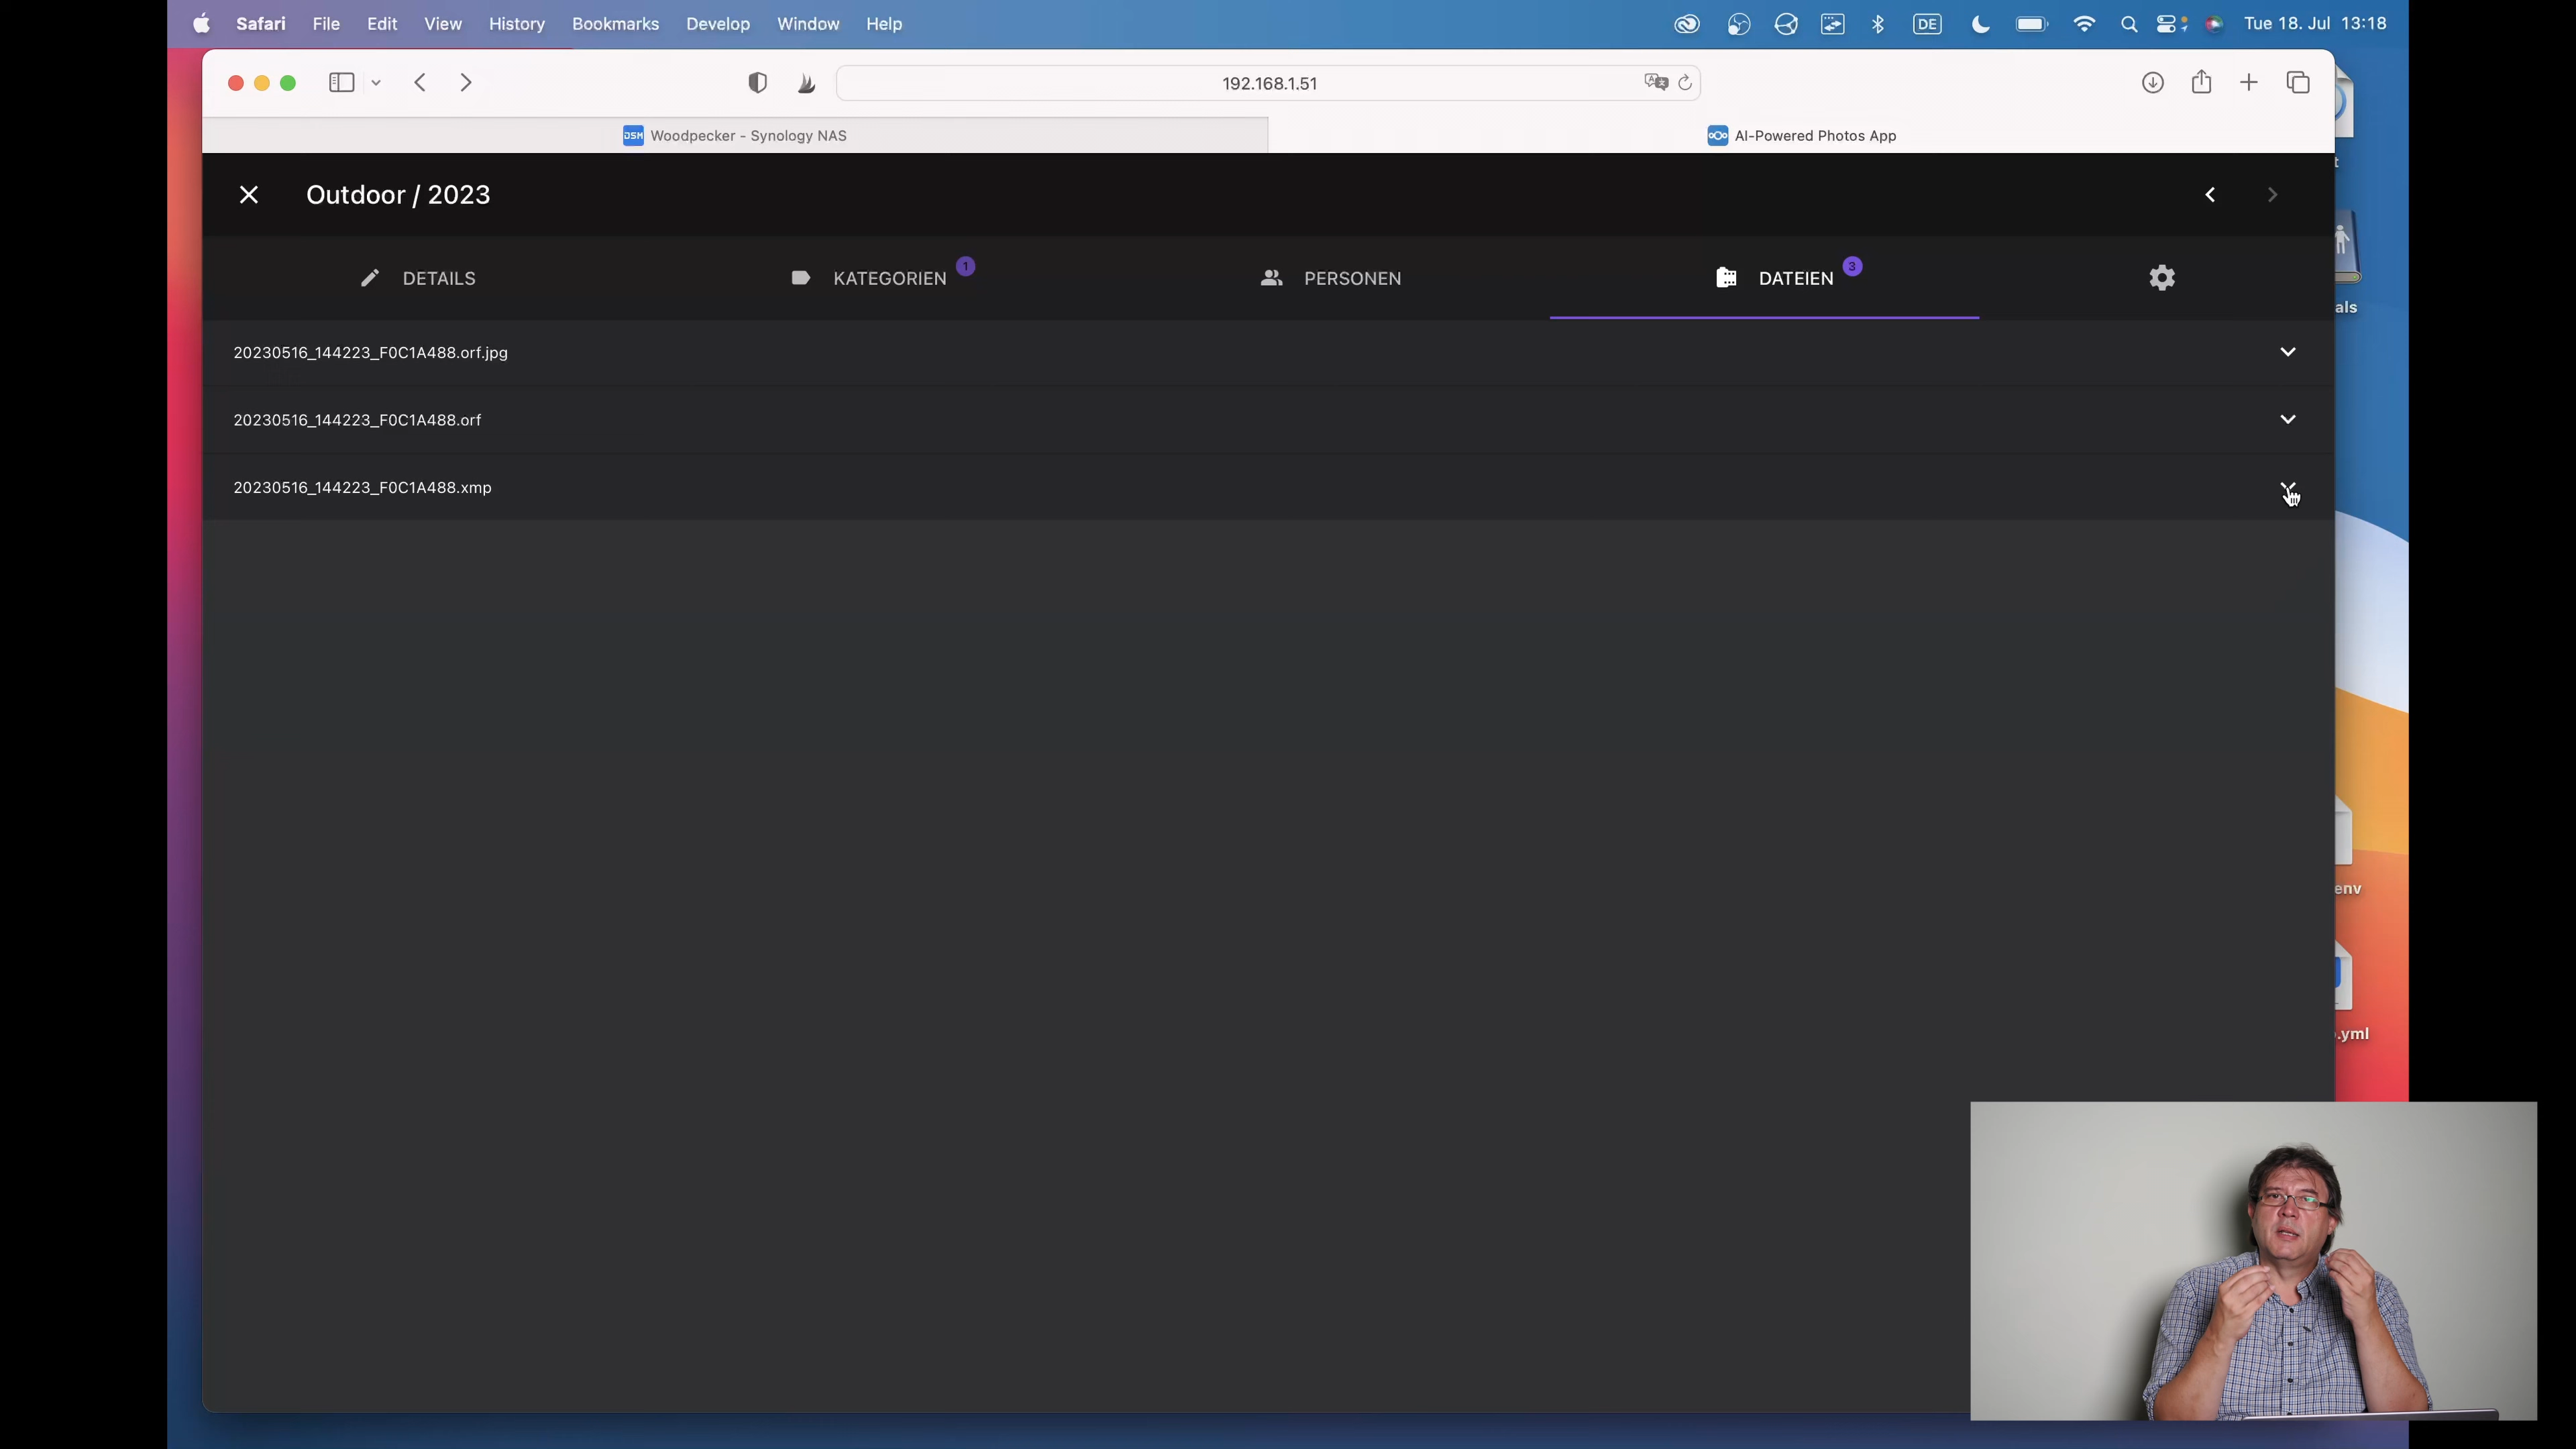 Safari File Edit View History Bookmarks Develop Window Help DE Tue 18. Jul 13:18
192.168.1.51
DSM Woodpecker - Synology NAS AI-Powered Photos App
Outdoor / 2023
DETAILS KATEGORIEN 1 PERSONEN DATEIEN 3
20230516_144223_F0C1A488.orf.jpg
20230516_144223_F0C1A488.orf
20230516_144223_F0C1A488.xmp
t
als
env
.yml